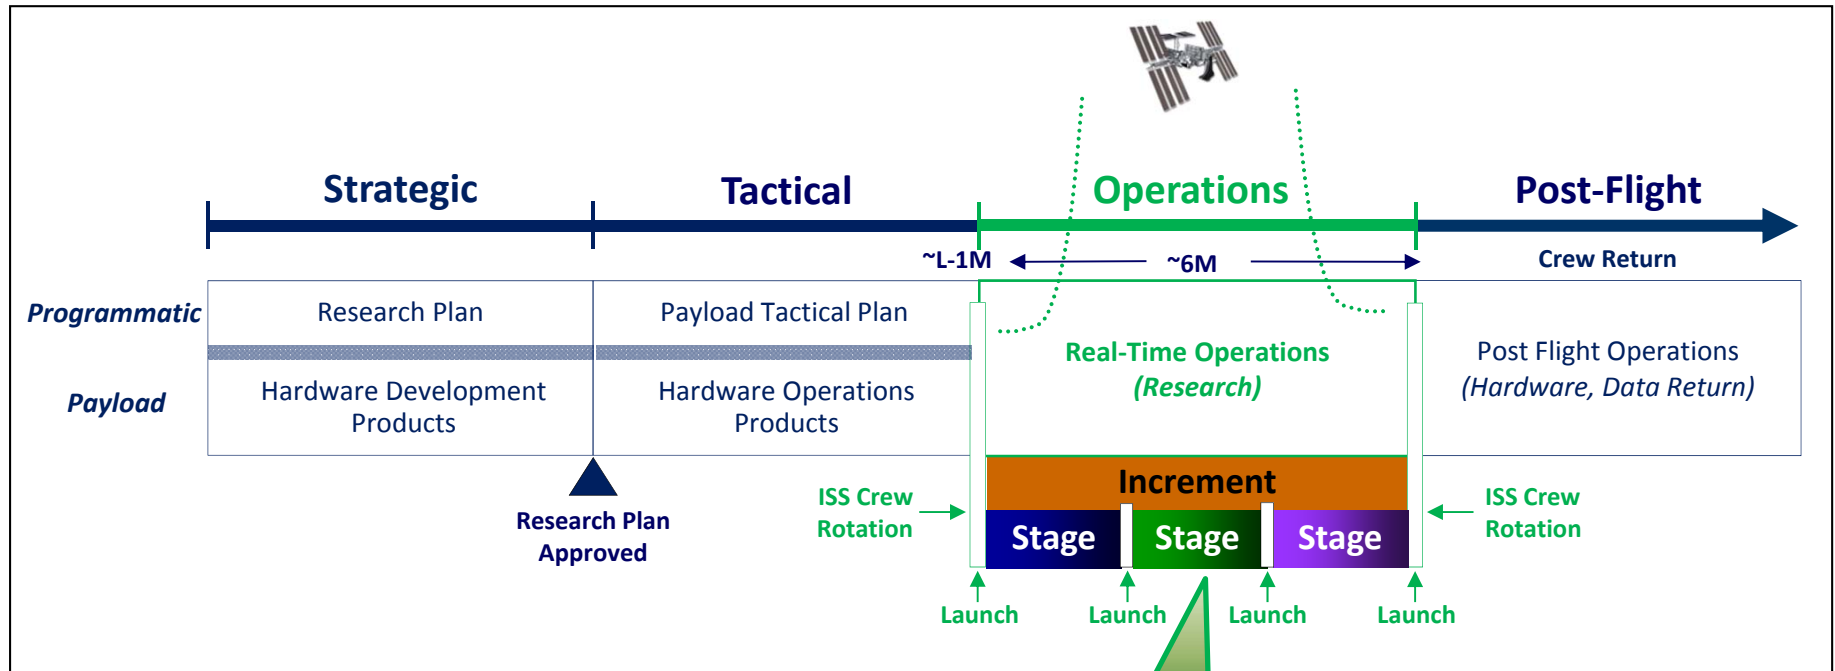 Strategic
Tactical
Operations
Post-Flight
~L-1M
~6M
Crew Return
Programmatic
Research Plan
Payload Tactical Plan
Real-Time Operations
(Research)
Post Flight Operations
(Hardware, Data Return)
Payload
Hardware Development
Products
Hardware Operations
Products
Increment
ISS Crew
Rotation
Stage
Stage
Stage
ISS Crew
Rotation
Research Plan
Approved
Launch
Launch
Launch
Launch